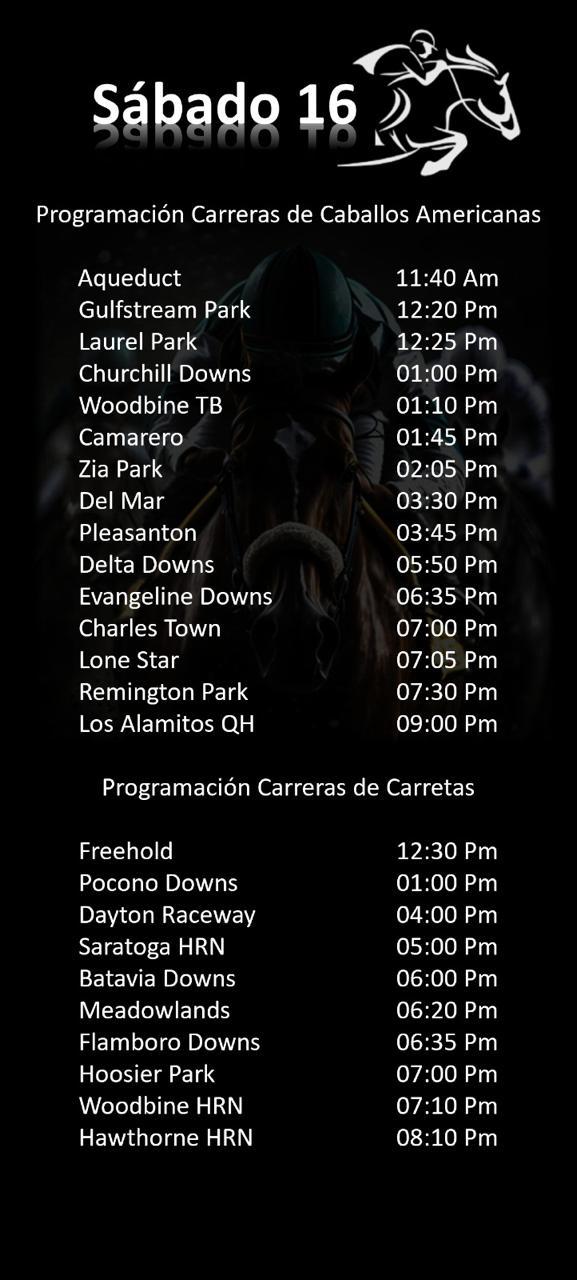 Sábado 16
Programación Carreras de Caballos Americanas
Aqueduct 11:40 Am
Gulfstream Park 12:20 Pm
Laurel Park 12:25 Pm
Churchill Downs 01:00 Pm
Woodbine TB 01:10 Pm
Camarero 01:45 Pm
Zia Park 02:05 Pm
Del Mar 03:30 Pm
Pleasanton 03:45 Pm
Delta Downs 05:50 Pm
Evangeline Downs 06:35 Pm
Charles Town 07:00 Pm
Lone Star 07:05 Pm
Remington Park 07:30 Pm
Los Alamitos QH 09:00 Pm
Programación Carreras de Carretas
Freehold 12:30 Pm
Pocono Downs 01:00 Pm
Dayton Raceway 04:00 Pm
Saratoga HRN 05:00 Pm
Batavia Downs 06:00 Pm
Meadowlands 06:20 Pm
Flamboro Downs 06:35 Pm
Hoosier Park 07:00 Pm
Woodbine HRN 07:10 Pm
Hawthorne HRN 08:10 Pm